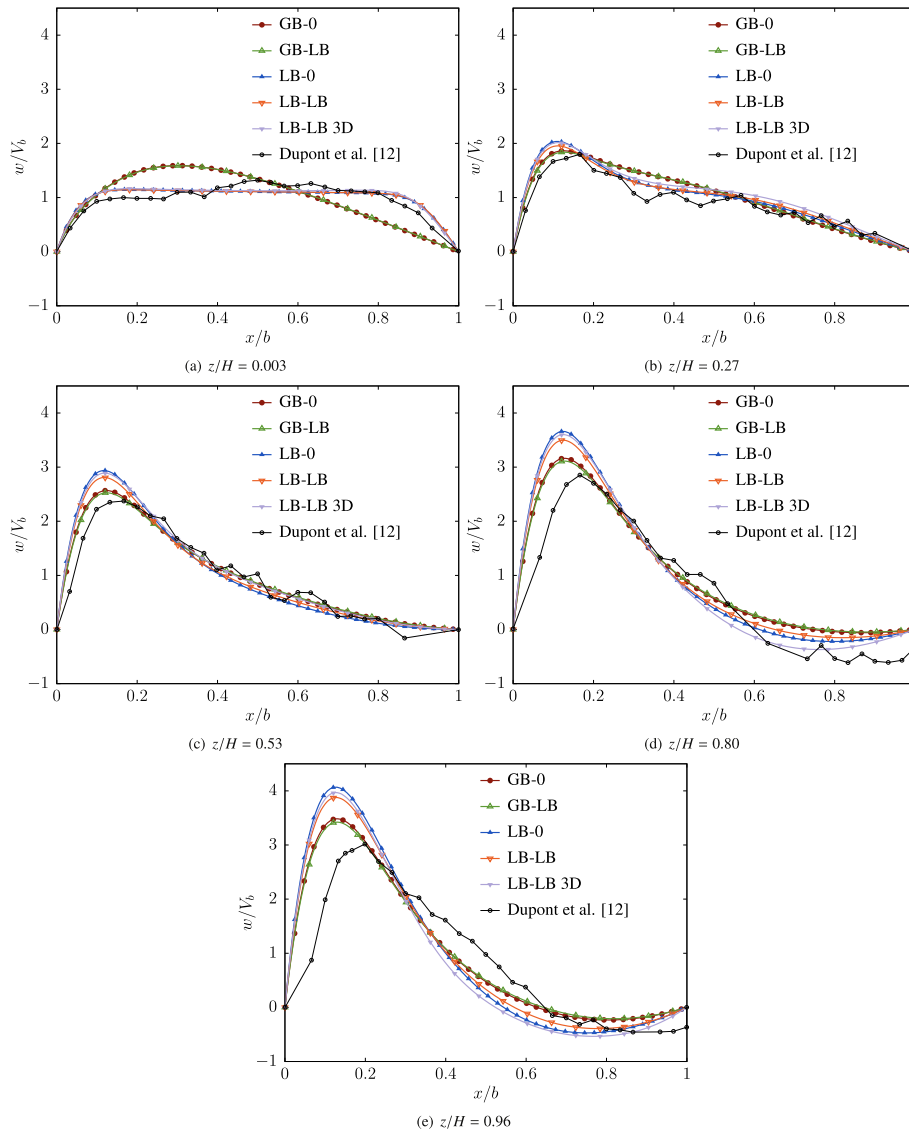 4
3
2
1
0
−1
w/V_b
0
0.2
0.4
0.6
0.8
1
x/b
GB-0
GB-LB
LB-0
LB-LB
LB-LB 3D
Dupont et al. [12]
(a) z/H = 0.003
4
3
2
1
0
−1
w/V_b
0
0.2
0.4
0.6
0.8
x/b
GB-0
GB-LB
LB-0
LB-LB
LB-LB 3D
Dupont et al. [12]
(b) z/H = 0.27
4
3
2
1
0
−1
w/V_b
0
0.2
0.4
0.6
0.8
1
x/b
GB-0
GB-LB
LB-0
LB-LB
LB-LB 3D
Dupont et al. [12]
(c) z/H = 0.53
4
3
2
1
0
−1
w/V_b
0
0.2
0.4
0.6
0.8
x/b
GB-0
GB-LB
LB-0
LB-LB
LB-LB 3D
Dupont et al. [12]
(d) z/H = 0.80
4
3
2
1
0
−1
w/V_b
0
0.2
0.4
0.6
0.8
1
x/b
GB-0
GB-LB
LB-0
LB-LB
LB-LB 3D
Dupont et al. [12]
(e) z/H = 0.96